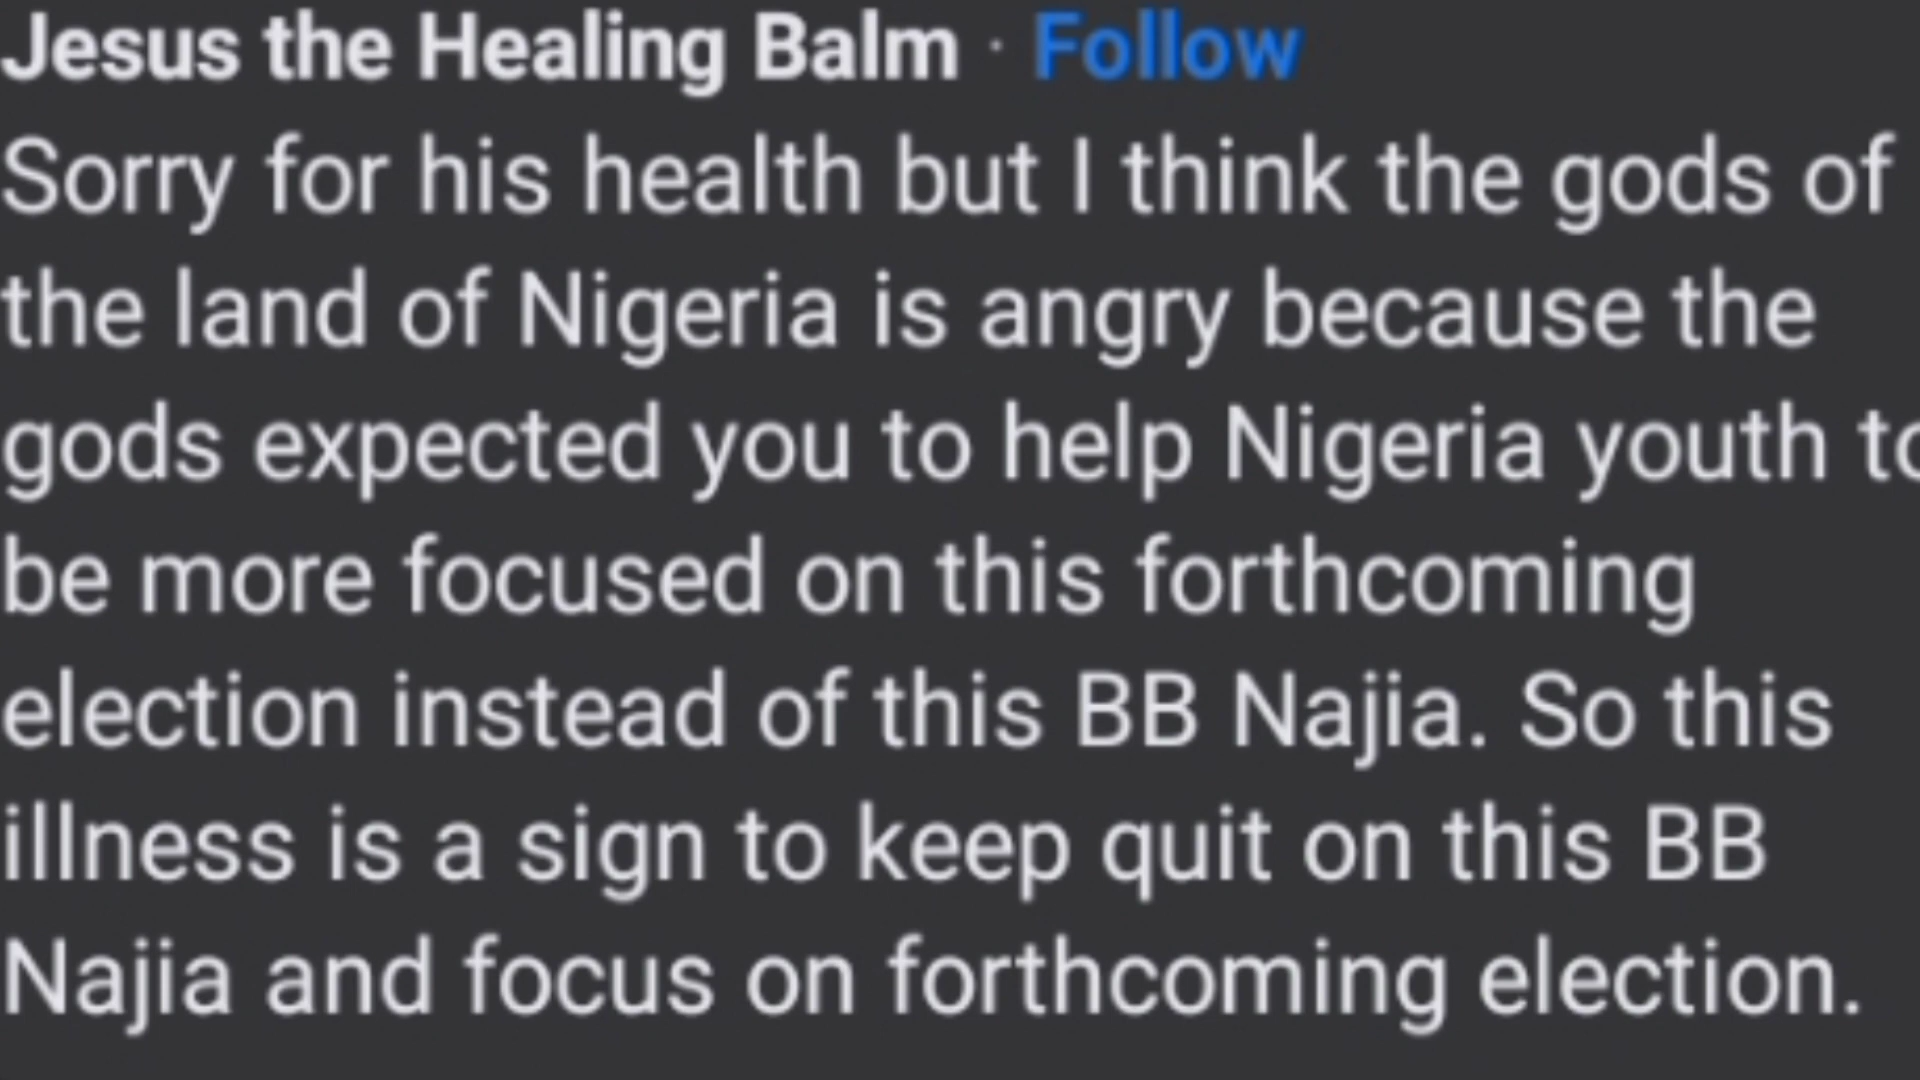 Jesus the Healing Balm · Follow
Sorry for his health but I think the gods of
the land of Nigeria is angry because the
gods expected you to help Nigeria youth to
be more focused on this forthcoming
election instead of this BB Najia. So this
illness is a sign to keep quit on this BB
Najia and focus on forthcoming election.